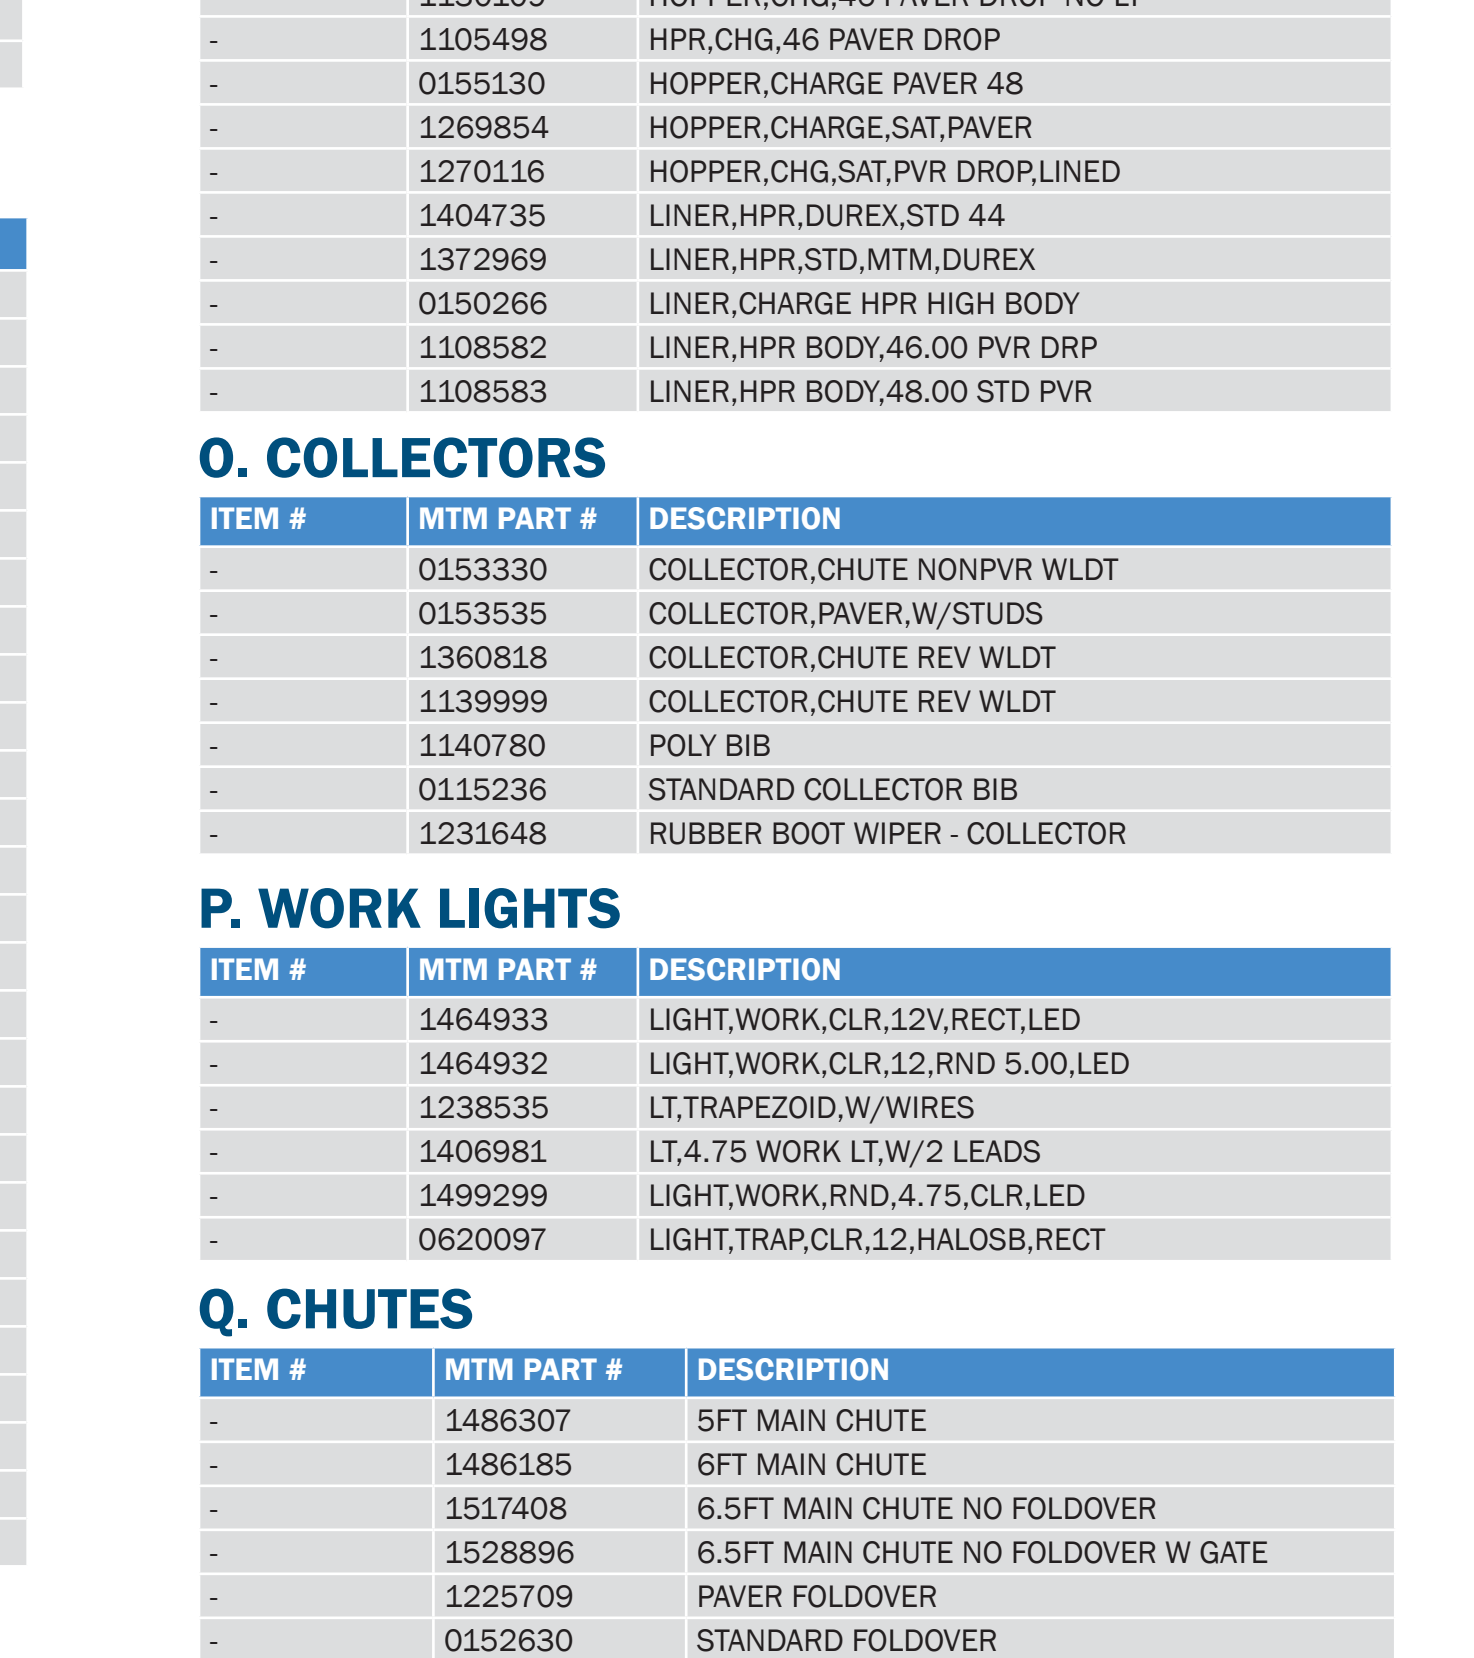 - 1105498 HPR,CHG,46 PAVER DROP
- 0155130 HOPPER,CHARGE PAVER 48
- 1269854 HOPPER,CHARGE,SAT,PAVER
- 1270116 HOPPER,CHG,SAT,PVR DROP,LINED
- 1404735 LINER,HPR,DUREX,STD 44
- 1372969 LINER,HPR,STD,MTM,DUREX
- 0150266 LINER,CHARGE HPR HIGH BODY
- 1108582 LINER,HPR BODY,46.00 PVR DRP
- 1108583 LINER,HPR BODY,48.00 STD PVR
O. COLLECTORS
ITEM # MTM PART # DESCRIPTION
- 0153330 COLLECTOR,CHUTE NONPVR WLDT
- 0153535 COLLECTOR,PAVER,W/STUDS
- 1360818 COLLECTOR,CHUTE REV WLDT
- 1139999 COLLECTOR,CHUTE REV WLDT
- 1140780 POLY BIB
- 0115236 STANDARD COLLECTOR BIB
- 1231648 RUBBER BOOT WIPER - COLLECTOR
P. WORK LIGHTS
ITEM # MTM PART # DESCRIPTION
- 1464933 LIGHT,WORK,CLR,12V,RECT,LED
- 1464932 LIGHT,WORK,CLR,12,RND 5.00,LED
- 1238535 LT,TRAPEZOID,W/WIRES
- 1406981 LT,4.75 WORK LT,W/2 LEADS
- 1499299 LIGHT,WORK,RND,4.75,CLR,LED
- 0620097 LIGHT,TRAP,CLR,12,HALOSB,RECT
Q. CHUTES
ITEM # MTM PART # DESCRIPTION
- 1486307 5FT MAIN CHUTE
- 1486185 6FT MAIN CHUTE
- 1517408 6.5FT MAIN CHUTE NO FOLDOVER
- 1528896 6.5FT MAIN CHUTE NO FOLDOVER W GATE
- 1225709 PAVER FOLDOVER
- 0152630 STANDARD FOLDOVER